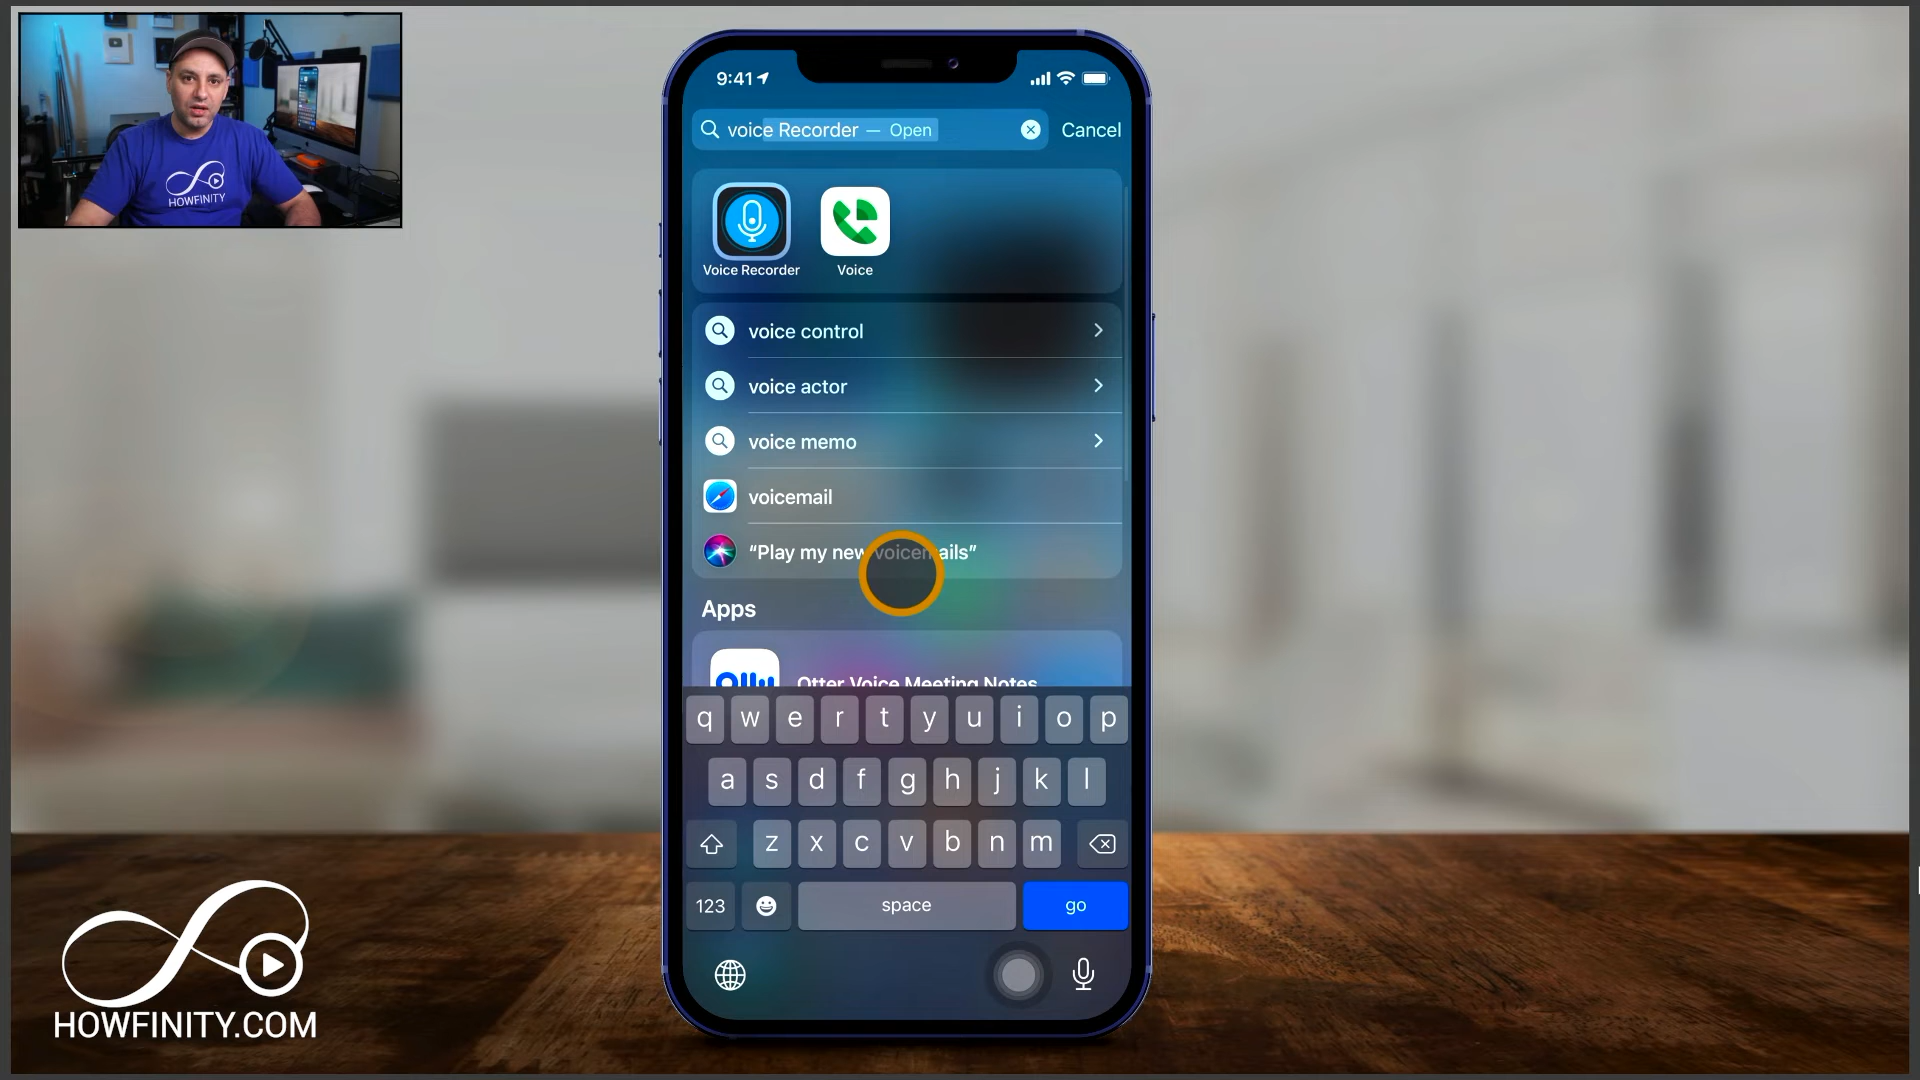 HOWFINITY
9:41
voice Recorder — Open
Cancel
Voice Recorder
Voice
voice control
voice actor
voice memo
voicemail
“Play my new voicemails”
Apps
Otter Voice Meeting Notes
q w e r t y u i o p
a s d f g h j k l
z x c v b n m
123
space
go
HOWFINITY.COM